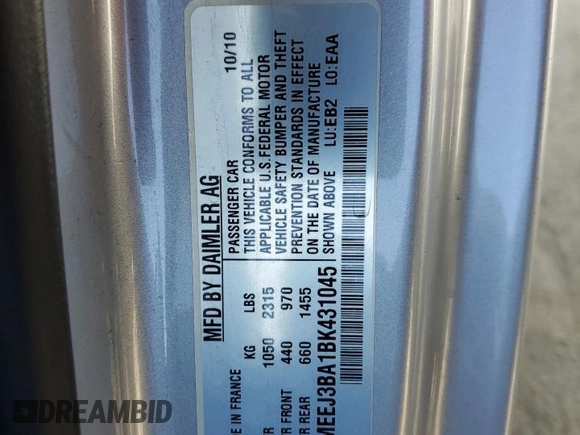 MFD BY DAIMLER AG
PASSENGER CAR 10/10
THIS VEHICLE CONFORMS TO ALL
APPLICABLE U.S.FEDERAL MOTOR
VEHICLE SAFETY BUMPER AND THEFT
PREVENTION STANDARDS IN EFFECT
ON THE DATE OF MANUFACTURE
SHOWN ABOVE LU:EB2 LO:EAA
IN FRANCE KG LBS
1050 2315
FRONT 440 970
REAR 660 1455
MEEJ3BA1BK431045
DREAMBID